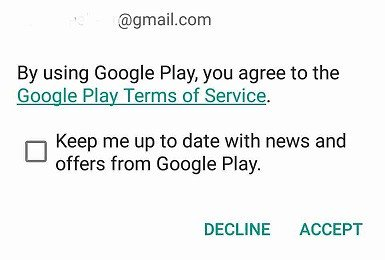 @gmail.com
By using Google Play, you agree to the
Google Play Terms of Service.
Keep me up to date with news and
offers from Google Play.
DECLINE ACCEPT